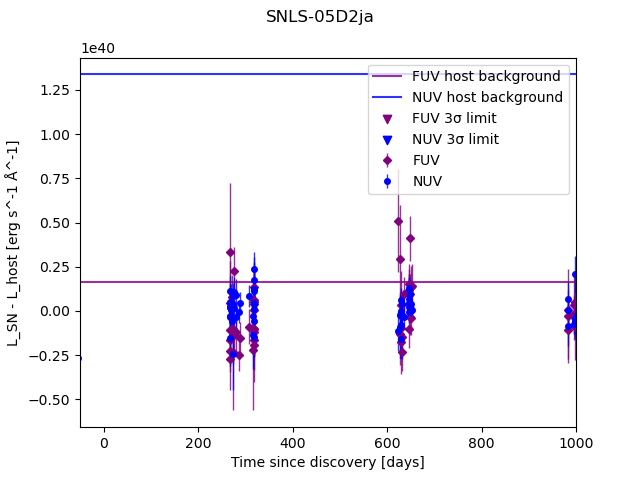 SNLS-05D2ja
1e40
FUV host background
NUV host background
FUV 3σ limit
NUV 3σ limit
FUV
NUV
1.25
1.00
0.75
0.50
0.25
0.00
−0.25
−0.50
L_SN - L_host [erg s^-1 Å^-1]
0 200 400 600 800 1000
Time since discovery [days]